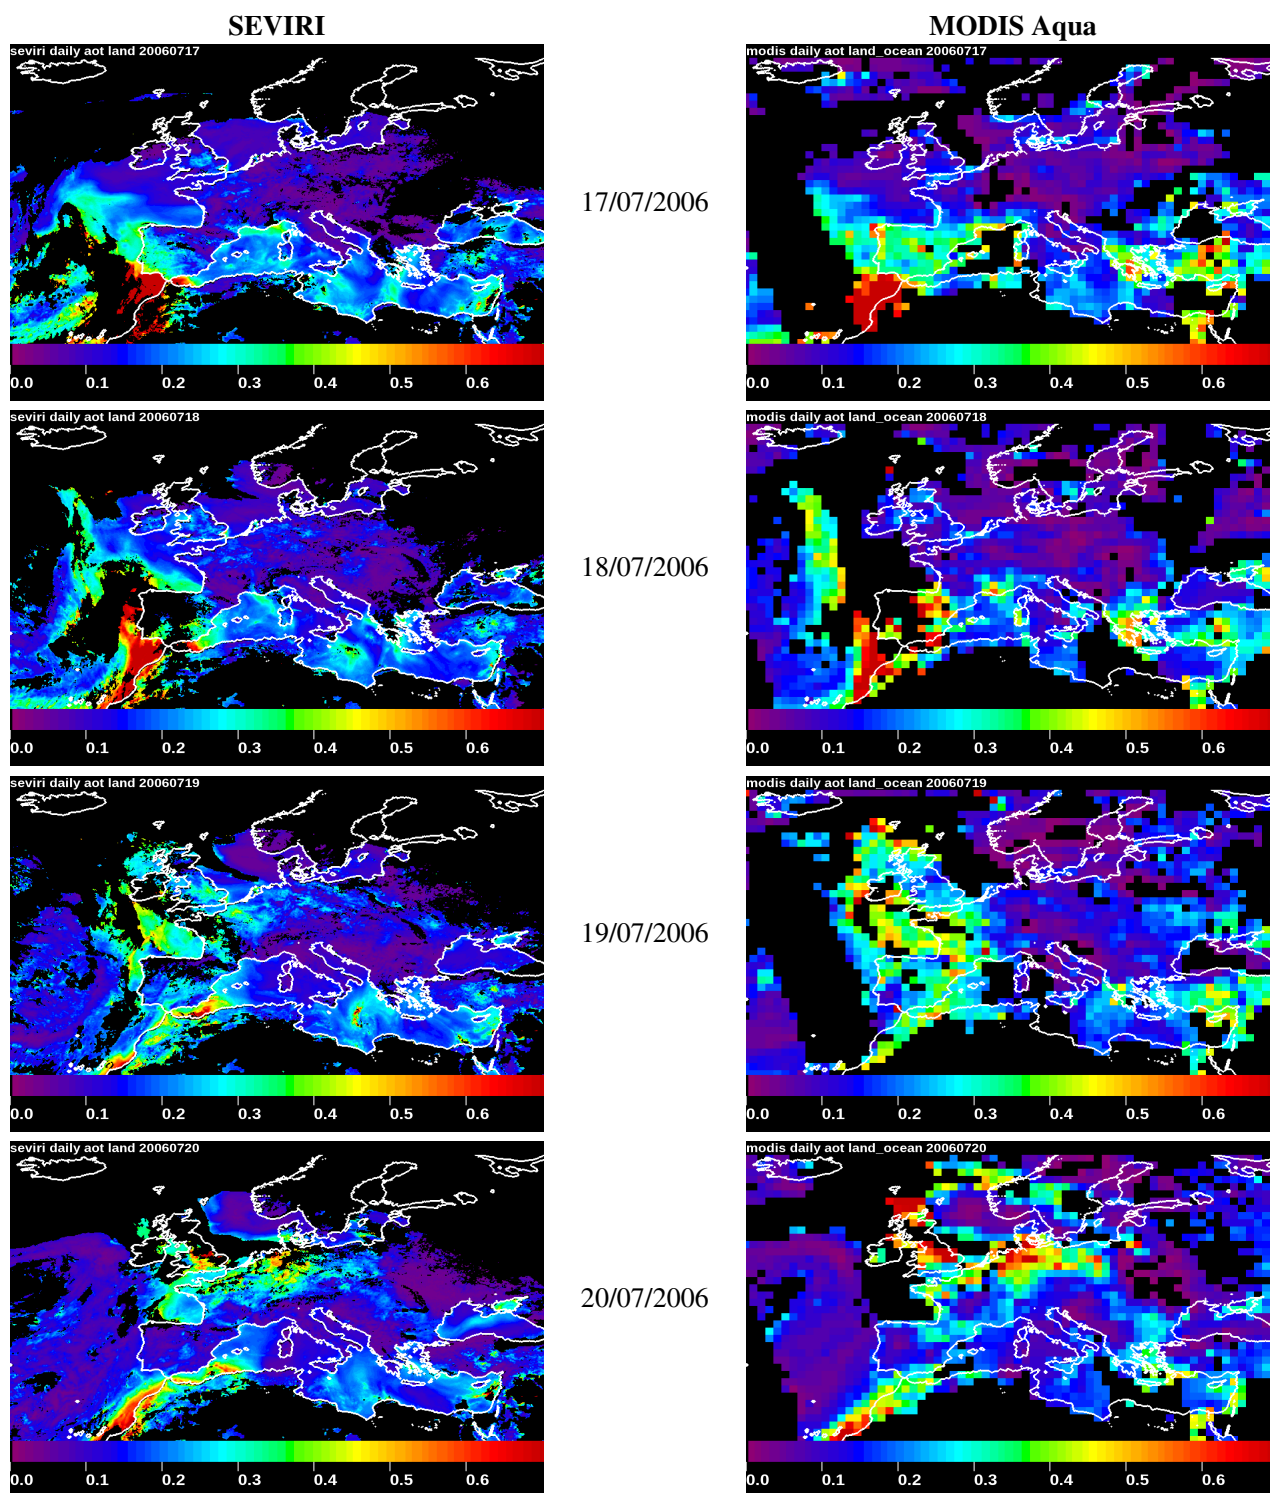 SEVIRI
MODIS Aqua
seviri daily aot land 20060717
modis daily aot land_ocean 20060717
17/07/2006
0.0 0.1 0.2 0.3 0.4 0.5 0.6
0.0 0.1 0.2 0.3 0.4 0.5 0.6
seviri daily aot land 20060718
modis daily aot land_ocean 20060718
18/07/2006
0.0 0.1 0.2 0.3 0.4 0.5 0.6
0.0 0.1 0.2 0.3 0.4 0.5 0.6
seviri daily aot land 20060719
modis daily aot land_ocean 20060719
19/07/2006
0.0 0.1 0.2 0.3 0.4 0.5 0.6
0.0 0.1 0.2 0.3 0.4 0.5 0.6
seviri daily aot land 20060720
modis daily aot land_ocean 20060720
20/07/2006
0.0 0.1 0.2 0.3 0.4 0.5 0.6
0.0 0.1 0.2 0.3 0.4 0.5 0.6